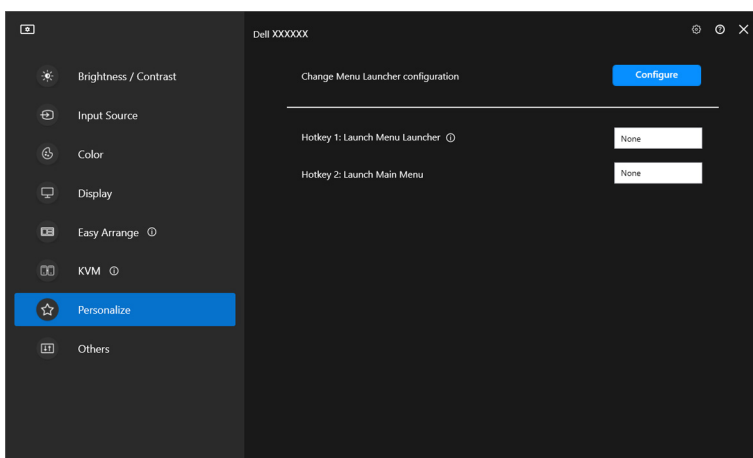 Dell XXXXXX
Brightness / Contrast
Input Source
Color
Display
Easy Arrange
KVM
Personalize
Others
Change Menu Launcher configuration
Configure
Hotkey 1: Launch Menu Launcher
None
Hotkey 2: Launch Main Menu
None